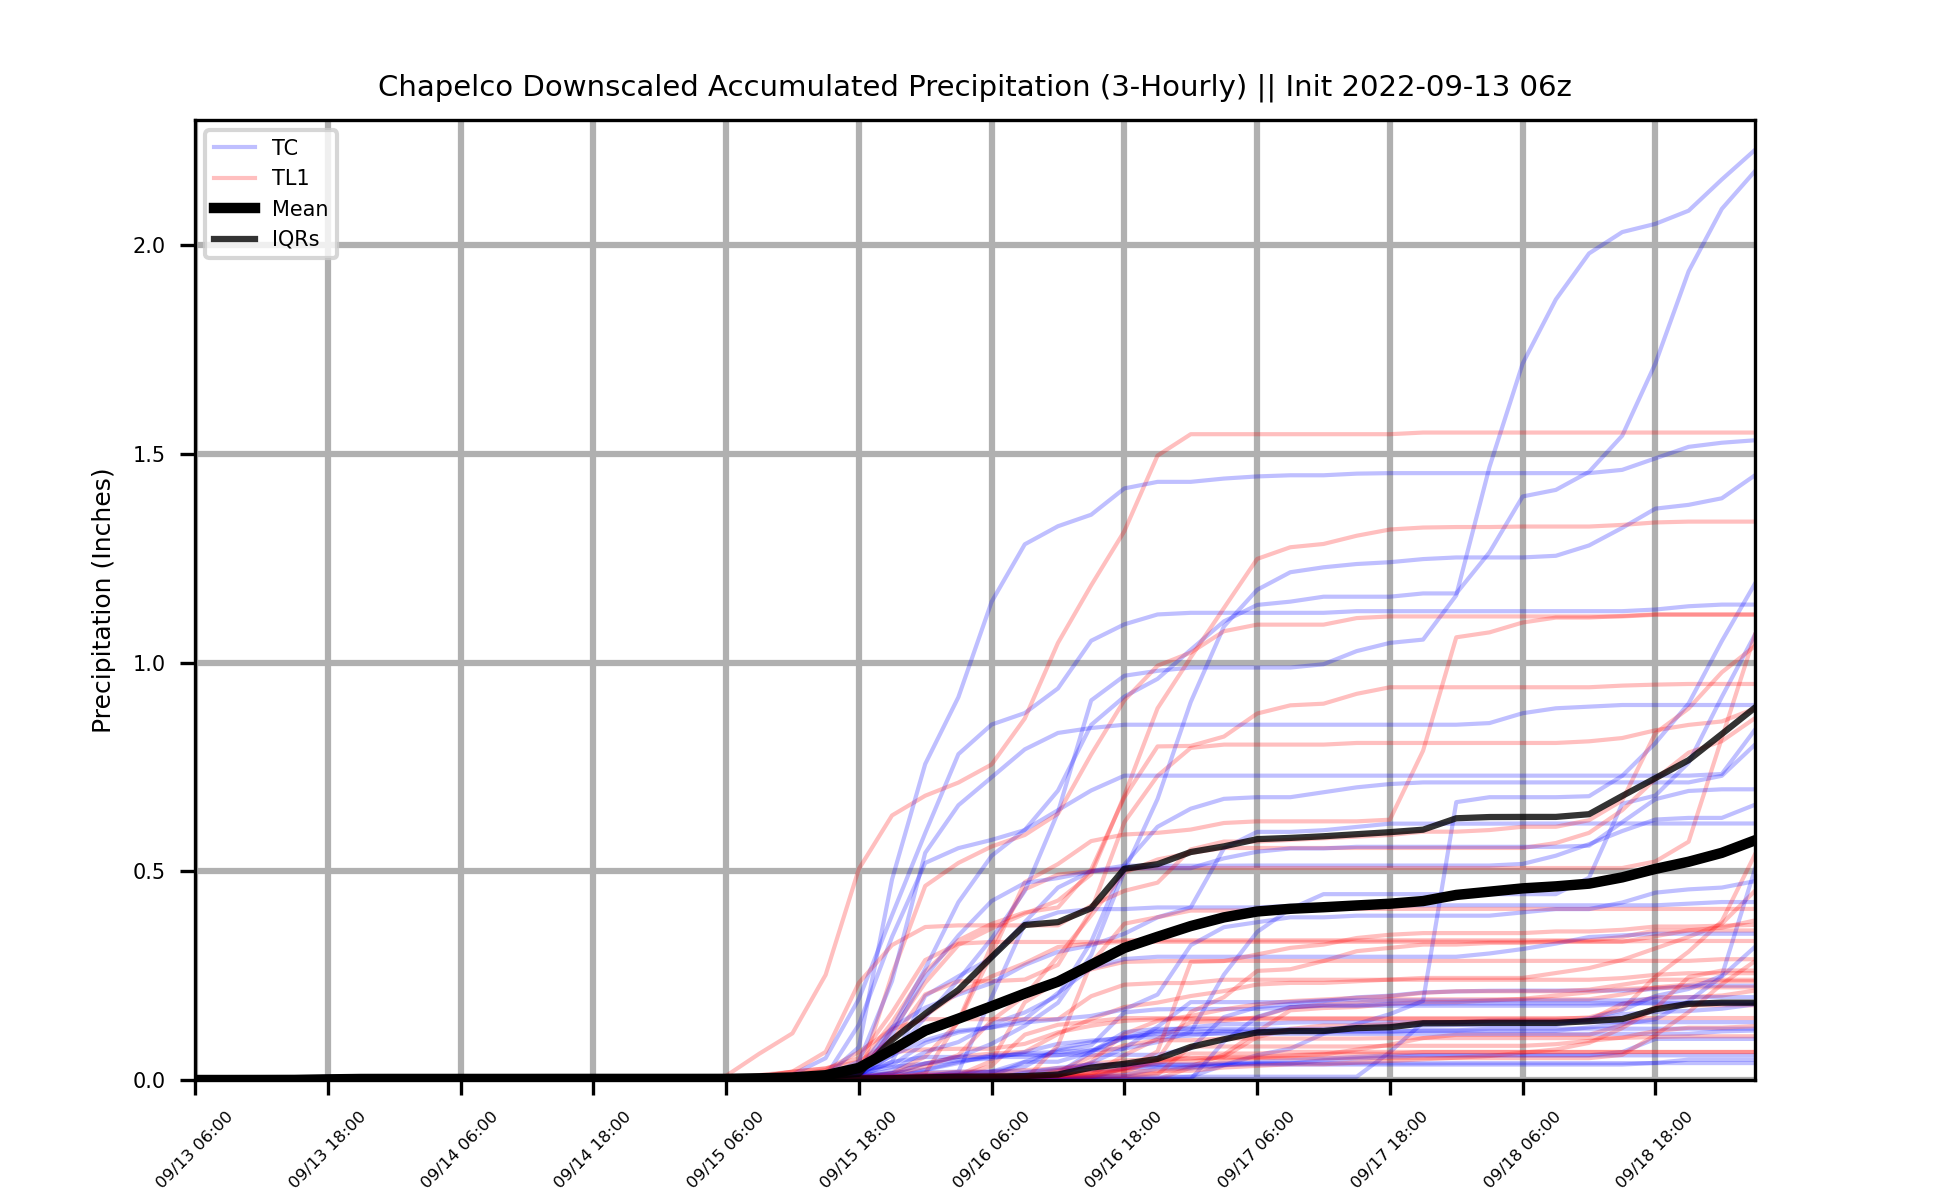 Chapelco Downscaled Accumulated Precipitation (3-Hourly) || Init 2022-09-13 06z
TC
TL1
Mean
IQRs
Precipitation (Inches)
2.0
1.5
1.0
0.5
0.0
09/13 06:00
09/13 18:00
09/14 06:00
09/14 18:00
09/15 06:00
09/15 18:00
09/16 06:00
09/16 18:00
09/17 06:00
09/17 18:00
09/18 06:00
09/18 18:00